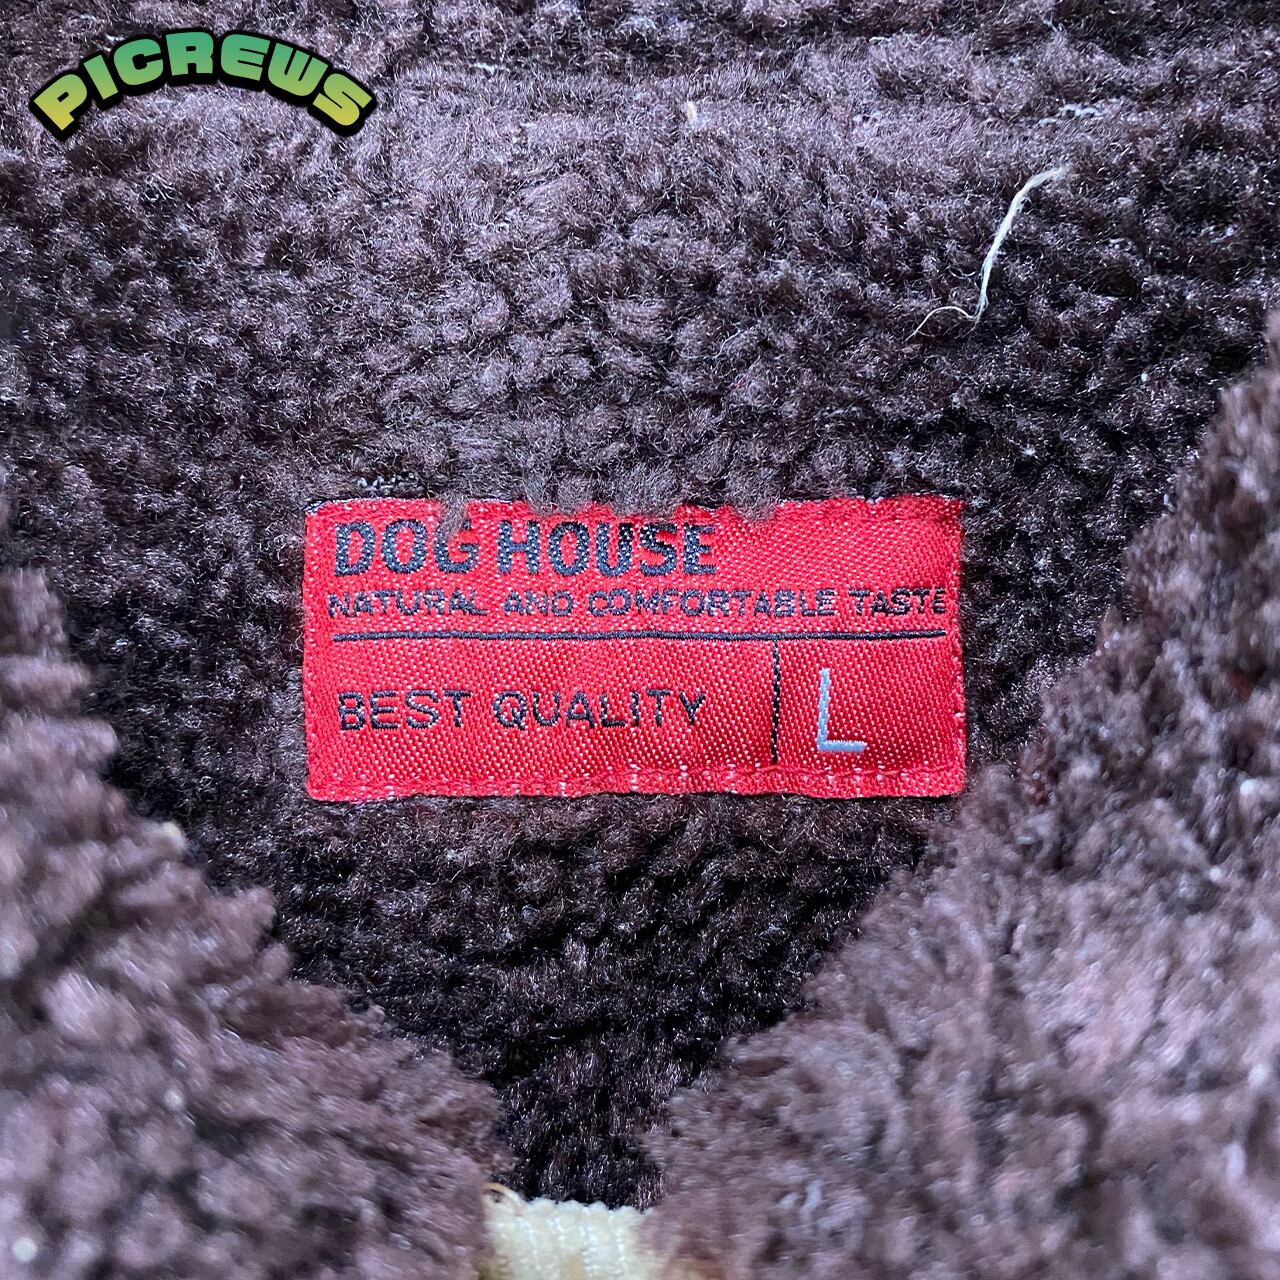 PICREWS
DOG HOUSE
NATURAL AND COMFORTABLE TASTE
BEST QUALITY
L